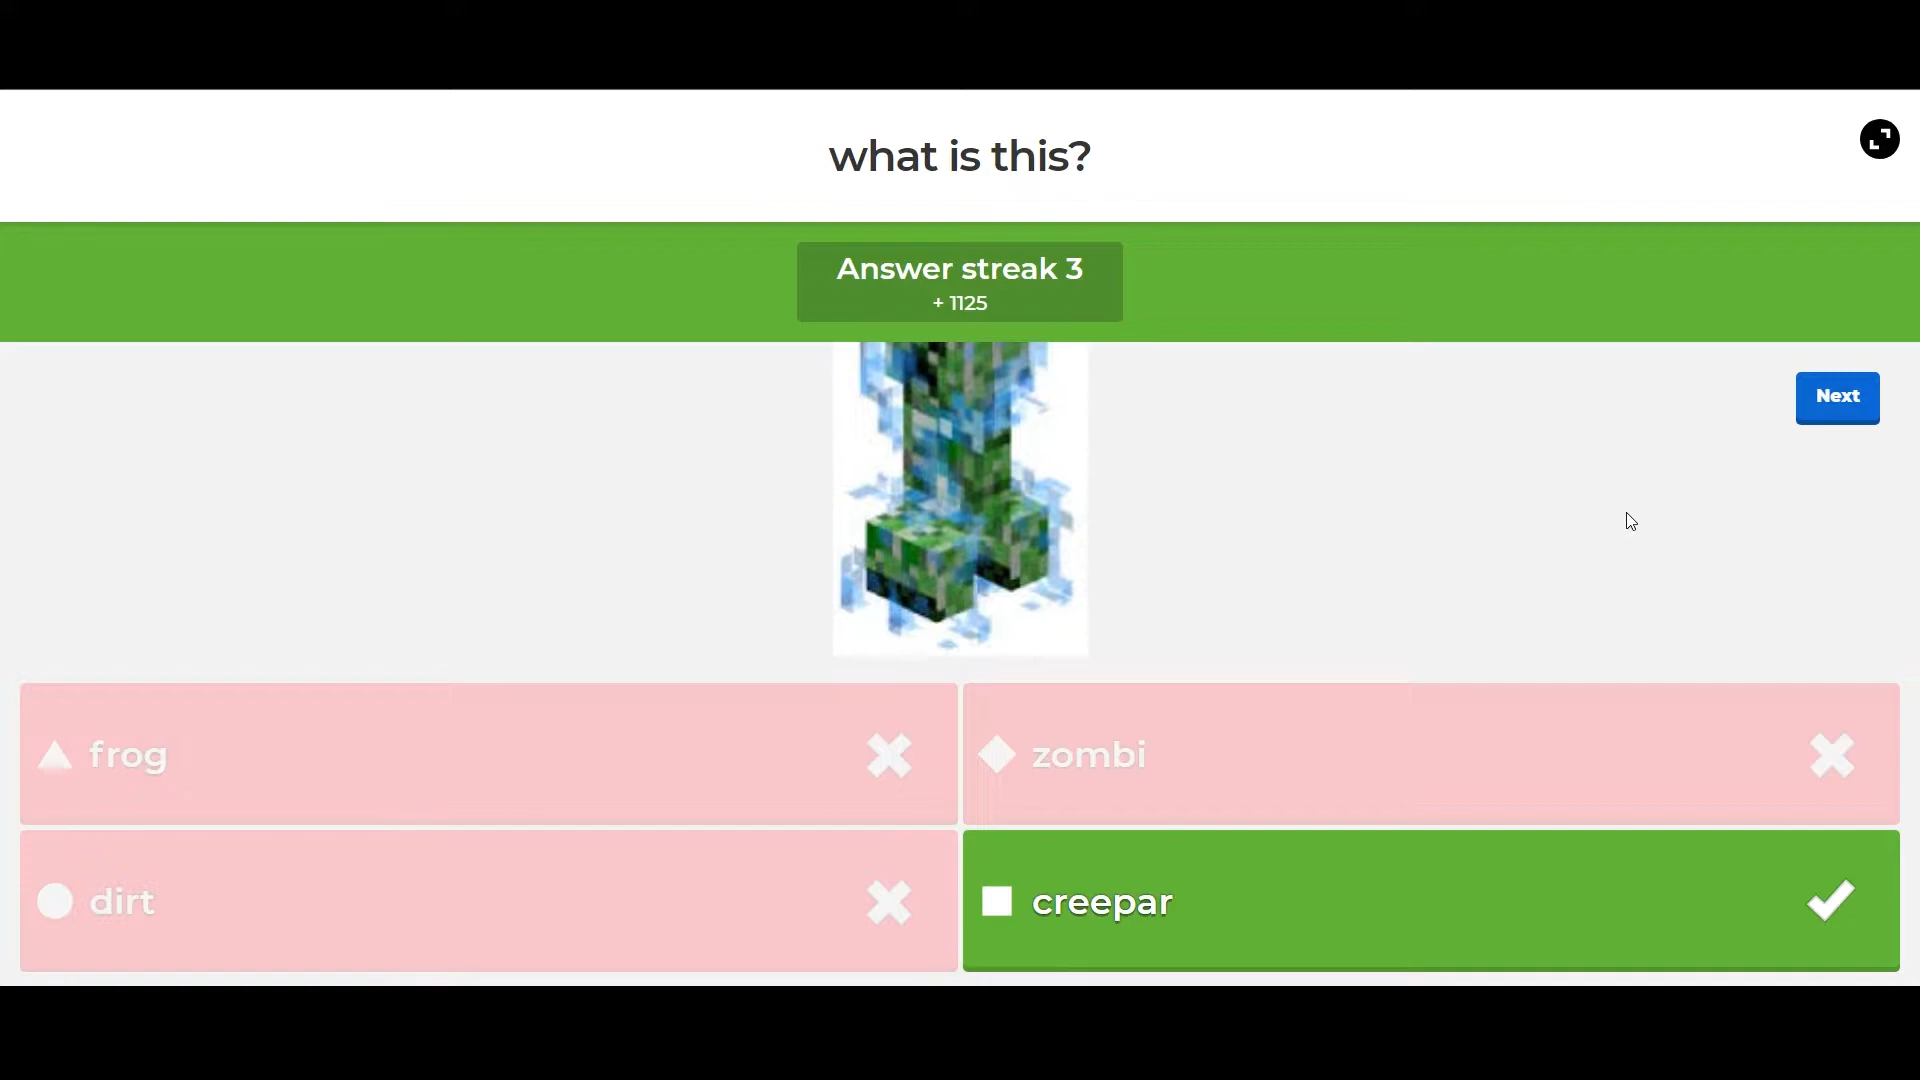 what is this?
Answer streak 3
+ 1125
Next
frog
zombi
dirt
creepar